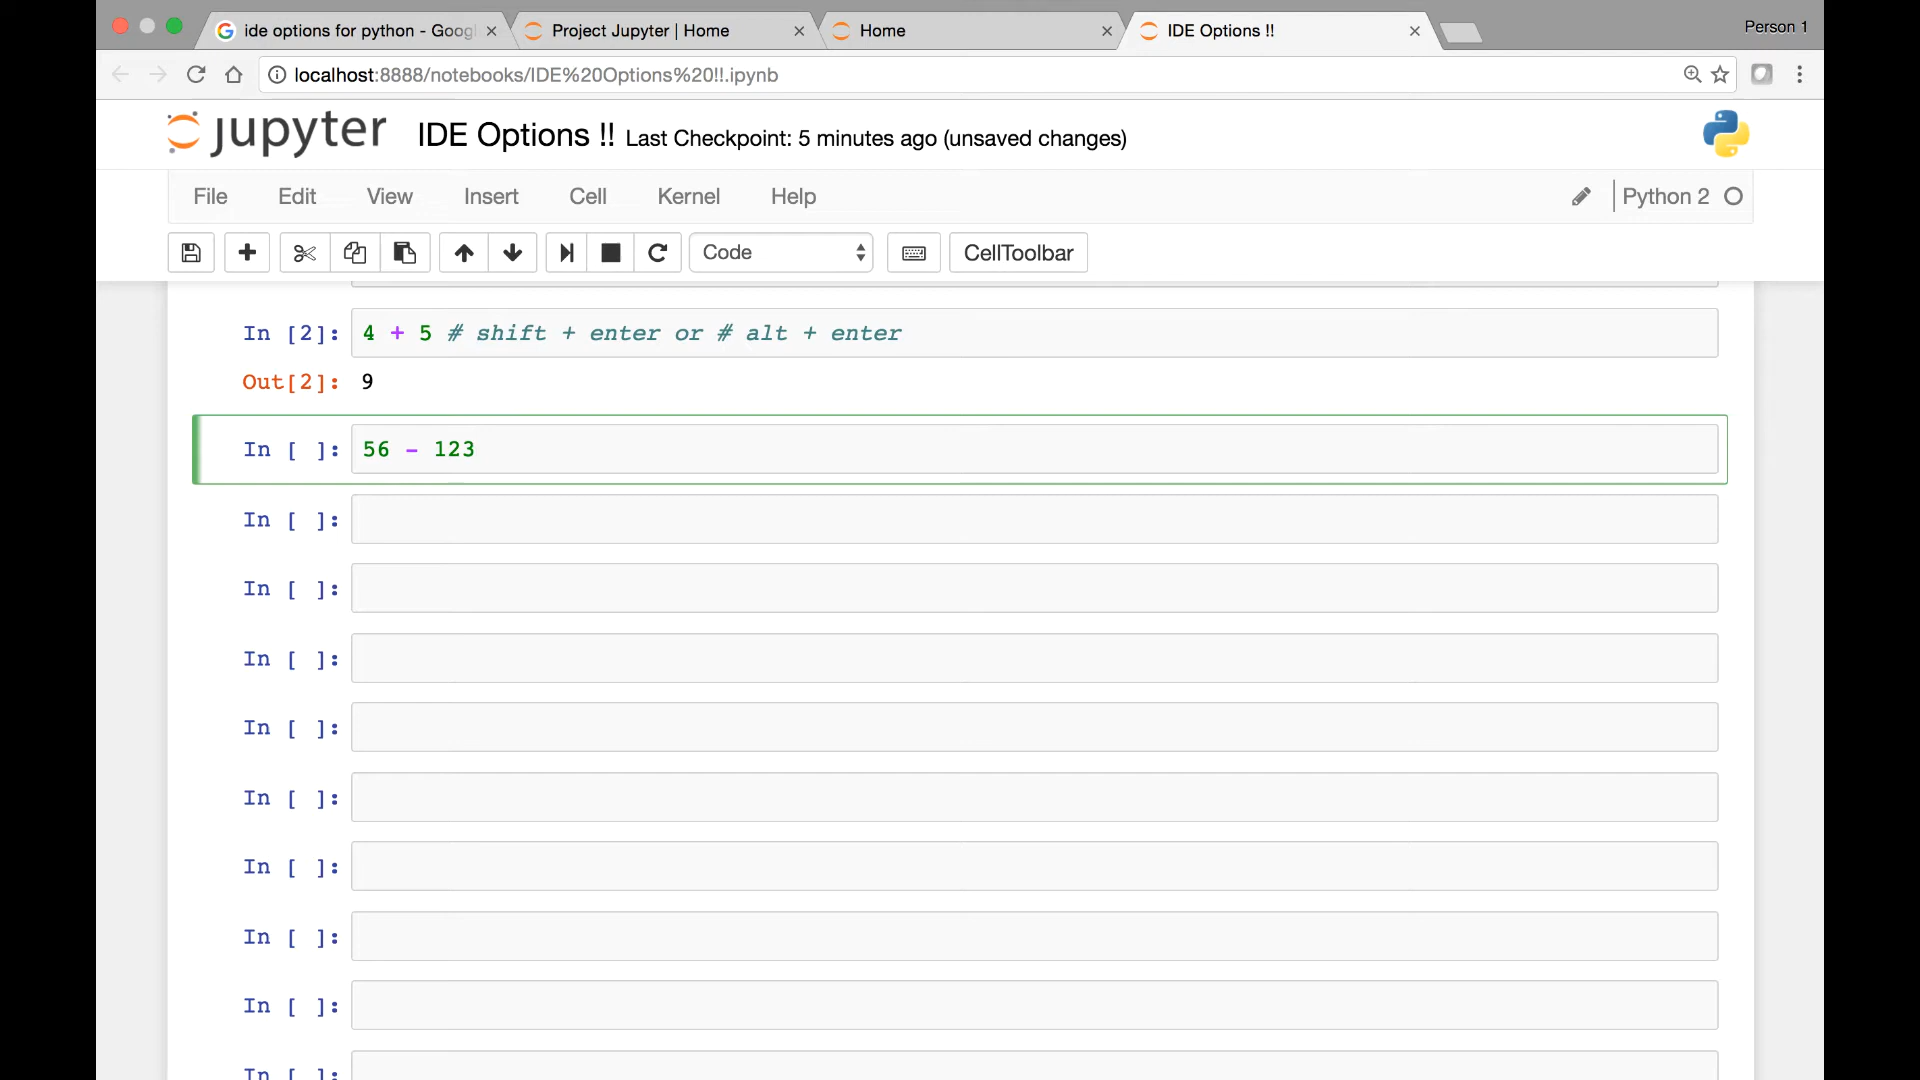 ide options for python - Goog
Project Jupyter | Home
Home
IDE Options !!
Person 1
localhost:8888/notebooks/IDE%20Options%20!!.ipynb
jupyter IDE Options !! Last Checkpoint: 5 minutes ago (unsaved changes)
File Edit View Insert Cell Kernel Help Python 2
Code CellToolbar
In [2]: 4 + 5 # shift + enter or # alt + enter
Out[2]: 9
In [ ]: 56 - 123
In [ ]:
In [ ]:
In [ ]:
In [ ]:
In [ ]:
In [ ]:
In [ ]:
In [ ]:
In [ ]: